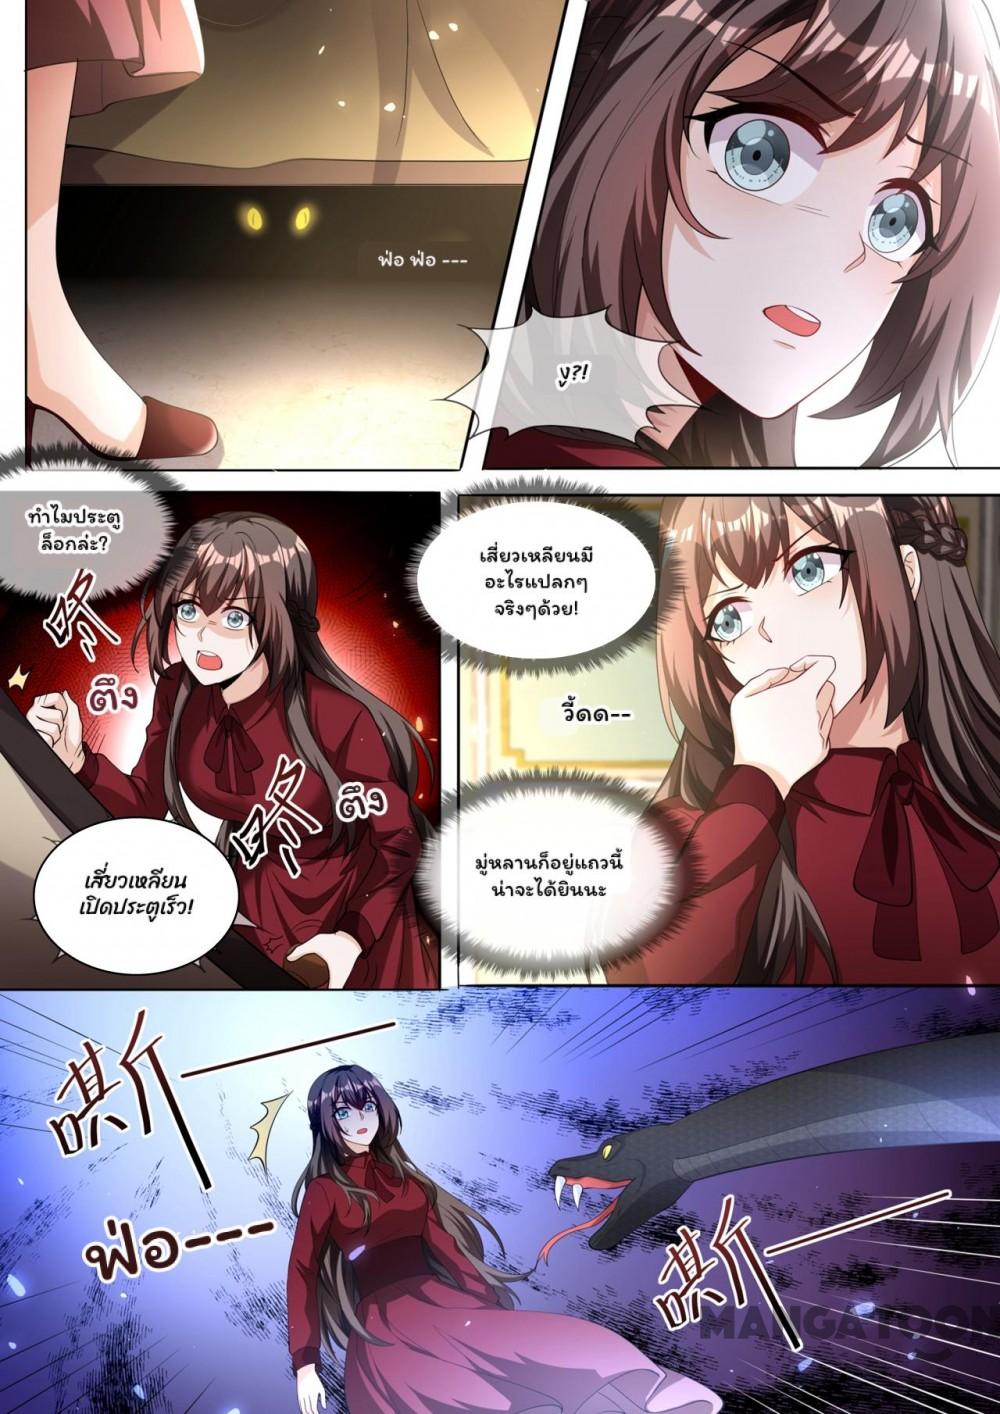 ฟ่อ ฟ่อ ---
งู?!
ทำไมประตู
ล็อกล่ะ?
咚
ตึง
咚
ตึง
เสี่ยวเหลียน
เปิดประตูเร็ว!
เสี่ยวเหลียนมี
อะไรแปลกๆ
จริงๆด้วย!
วี้ดด--
มู่หลานก็อยู่แถวนี้
น่าจะได้ยินนะ
嘶——
ฟ่อ----
嘶——
MANGATOON